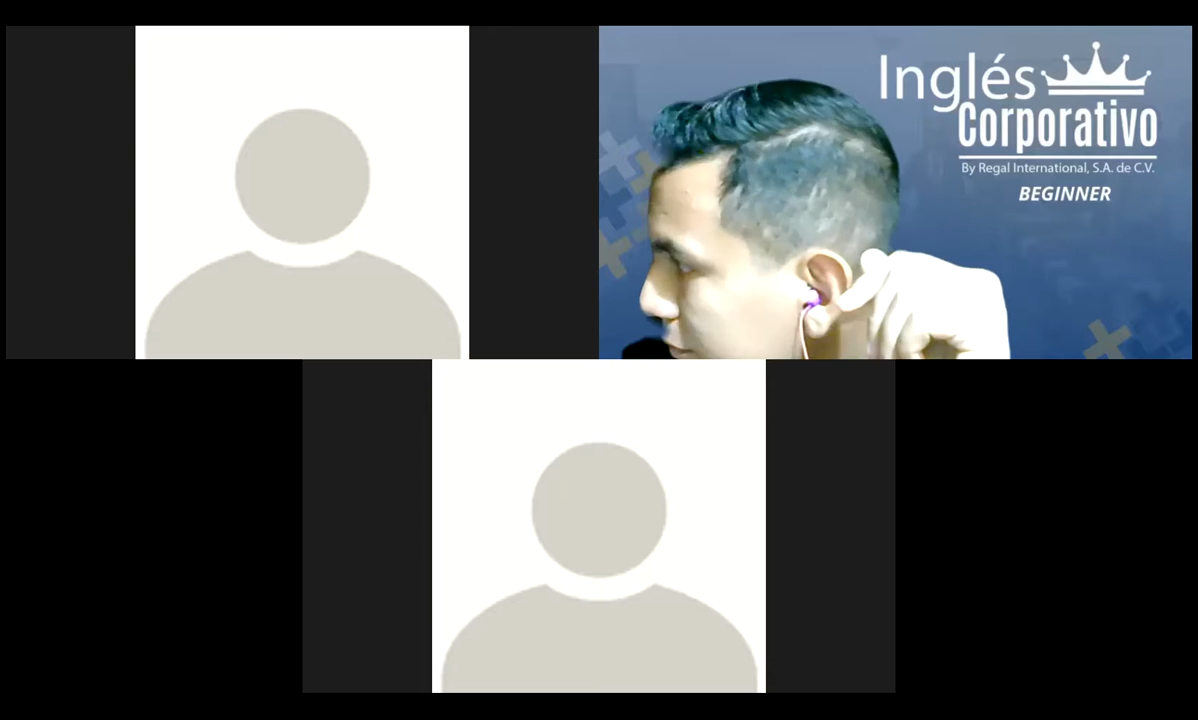 Inglés
Corporativo
By Regal International, S.A. de C.V.
BEGINNER